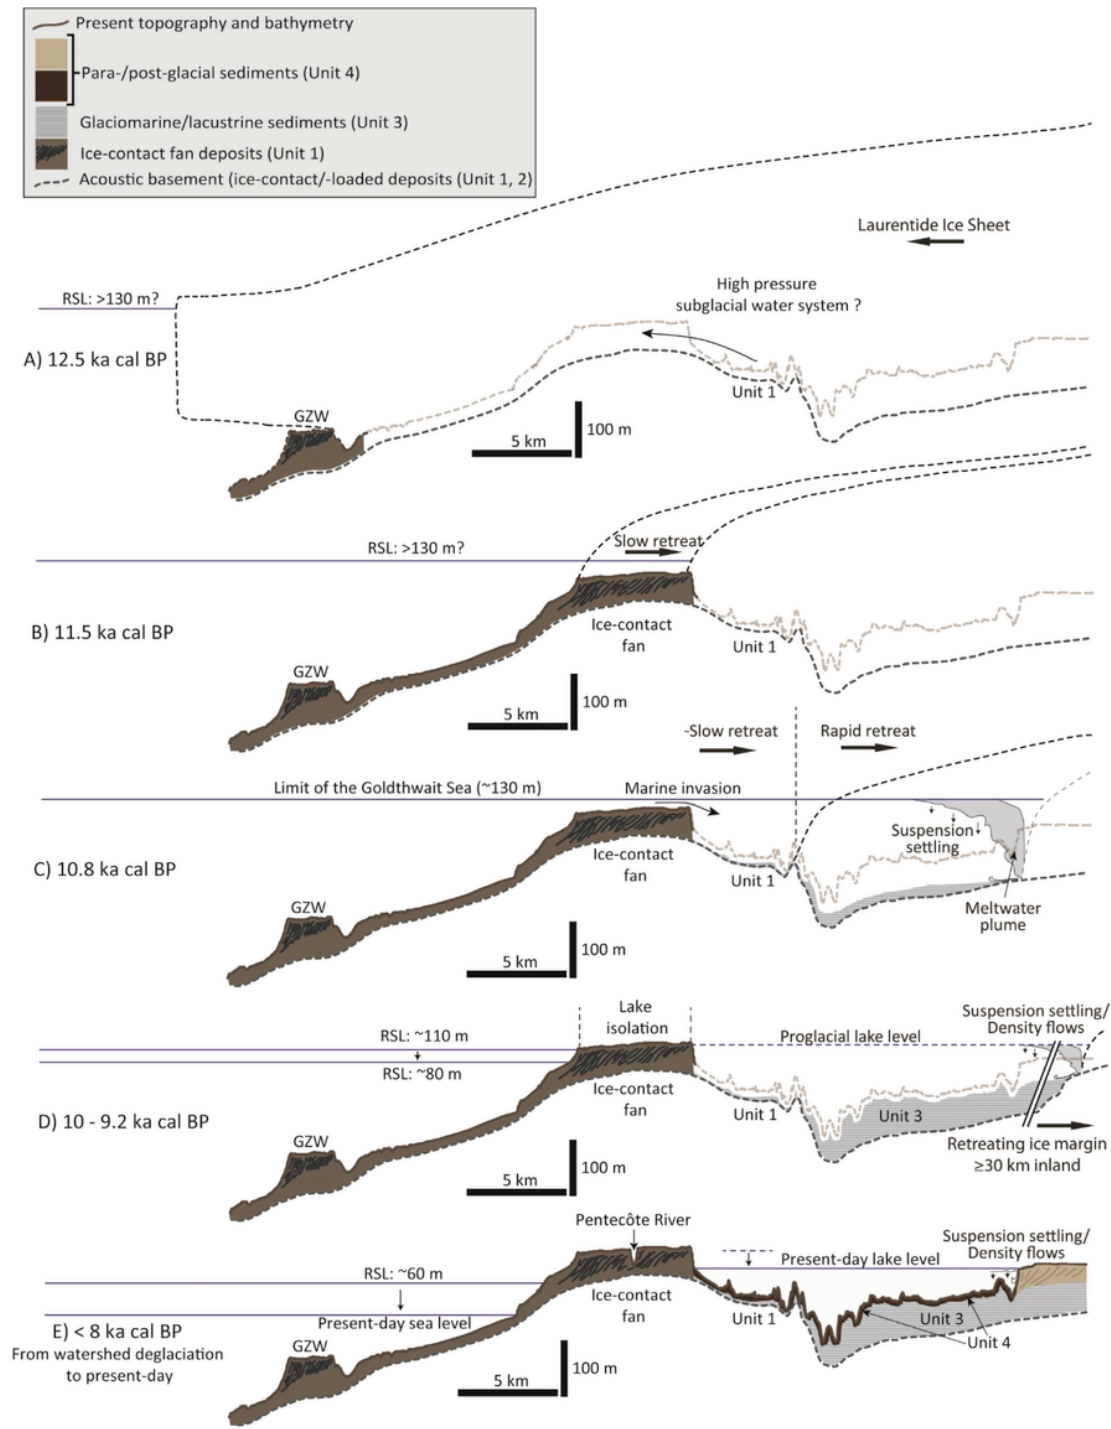 Present topography and bathymetry
Para-/post-glacial sediments (Unit 4)
Glaciomarine/lacustrine sediments (Unit 3)
Ice-contact fan deposits (Unit 1)
Acoustic basement (ice-contact/-loaded deposits (Unit 1, 2)
Laurentide Ice Sheet
RSL: >130 m?
High pressure
subglacial water system ?
A) 12.5 ka cal BP
Unit 1
GZW
5 km
100 m
RSL: >130 m?
Slow retreat
B) 11.5 ka cal BP
Ice-contact
fan
Unit 1
GZW
5 km
100 m
~Slow retreat
Rapid retreat
Limit of the Goldthwait Sea (~130 m)
Marine invasion
Suspension
settling
C) 10.8 ka cal BP
Ice-contact
fan
Unit 1
Meltwater
plume
GZW
5 km
100 m
Lake
isolation
Suspension settling/
Density flows
RSL: ~110 m
Proglacial lake level
RSL: ~80 m
Ice-contact
fan
Unit 1
Unit 3
D) 10 - 9.2 ka cal BP
Retreating ice margin
≥30 km inland
GZW
5 km
100 m
Pentecôte River
Suspension settling/
Density flows
Present-day lake level
RSL: ~60 m
Ice-contact
fan
Unit 1
Unit 3
Unit 4
Present-day sea level
E) < 8 ka cal BP
From watershed deglaciation
to present-day
GZW
5 km
100 m